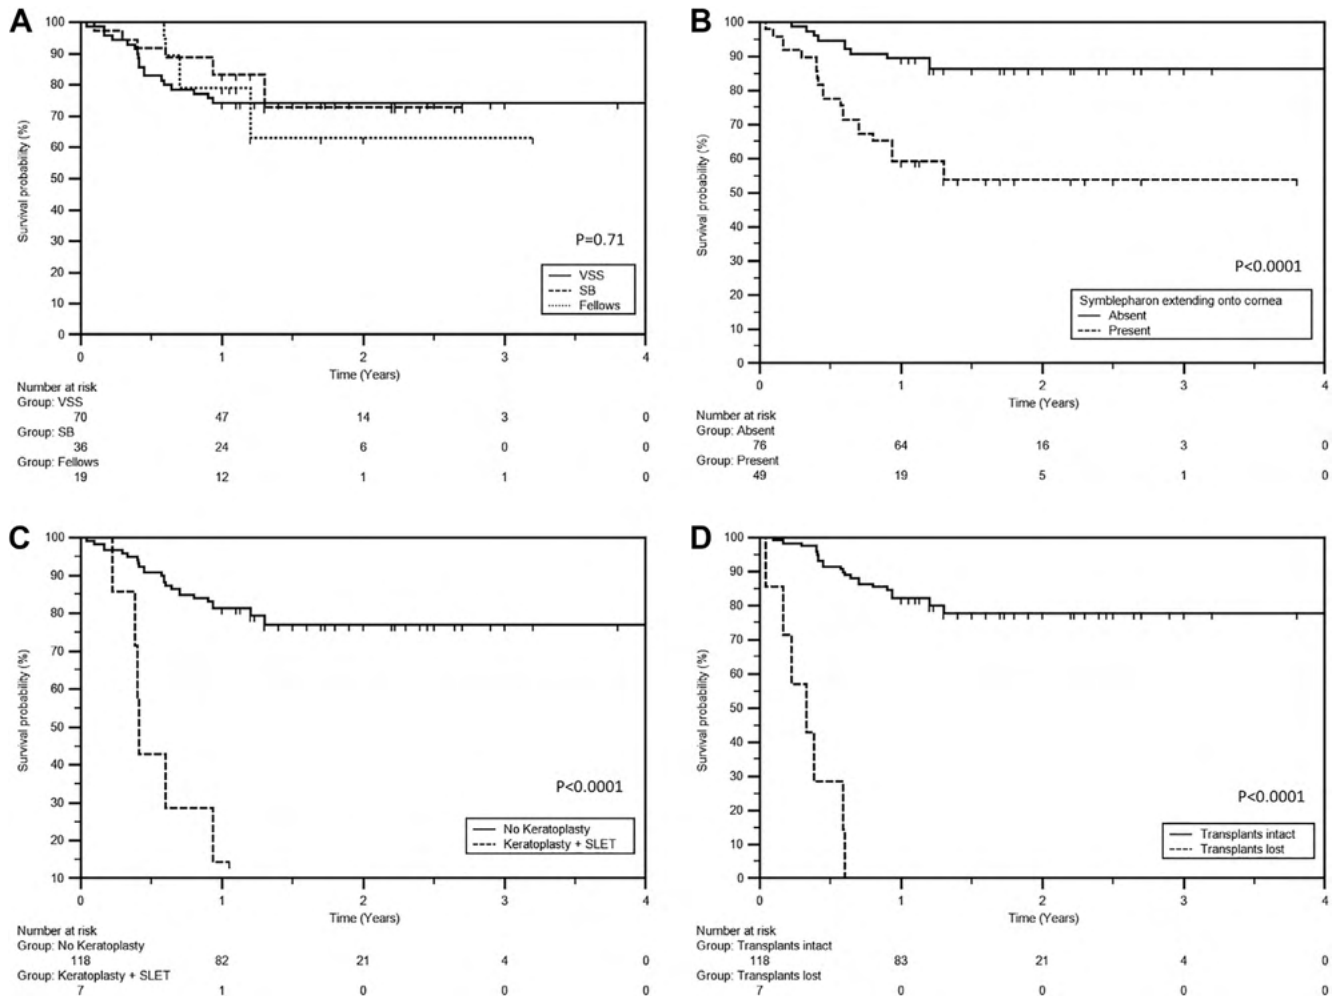 A
100
90
80
70
60
50
40
30
20
10
0
Survival probability (%)
P=0.71
VSS
SB
Fellows
0 1 2 3 4
Time (Years)
Number at risk
Group: VSS
70 47 14 3 0
Group: SB
36 24 6 0 0
Group: Fellows
19 12 1 1 0
B
100
90
80
70
60
50
40
30
20
10
0
Survival probability (%)
P<0.0001
Symblepharon extending onto cornea
Absent
Present
0 1 2 3 4
Time (Years)
Number at risk
Group: Absent
76 64 16 3 0
Group: Present
49 19 5 1 0
C
100
90
80
70
60
50
40
30
20
10
Survival probability (%)
P<0.0001
No Keratoplasty
Keratoplasty + SLET
0 1 2 3 4
Time (Years)
Number at risk
Group: No Keratoplasty
118 82 21 4 0
Group: Keratoplasty + SLET
7 1 0 0 0
D
100
90
80
70
60
50
40
30
20
10
0
Survival probability (%)
P<0.0001
Transplants intact
Transplants lost
0 1 2 3 4
Time (Years)
Number at risk
Group: Transplants intact
118 83 21 4 0
Group: Transplants lost
7 0 0 0 0